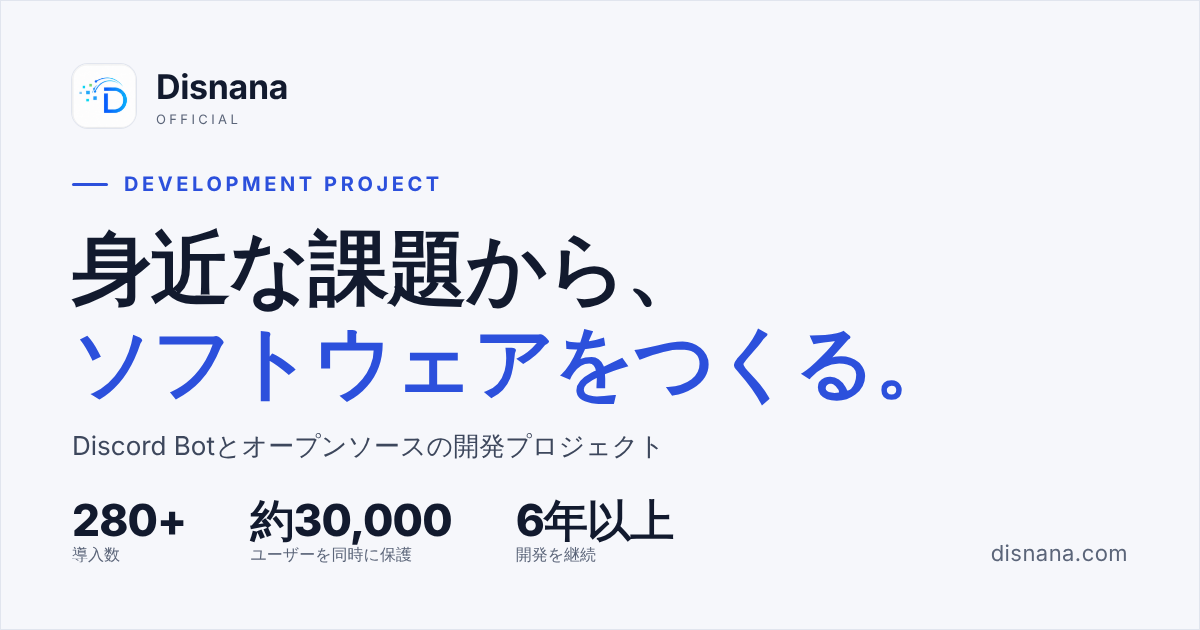 Disnana
OFFICIAL
DEVELOPMENT PROJECT
身近な課題から、
ソフトウェアをつくる。
Discord Botとオープンソースの開発プロジェクト
280+
導入数
約30,000
ユーザーを同時に保護
6年以上
開発を継続
disnana.com